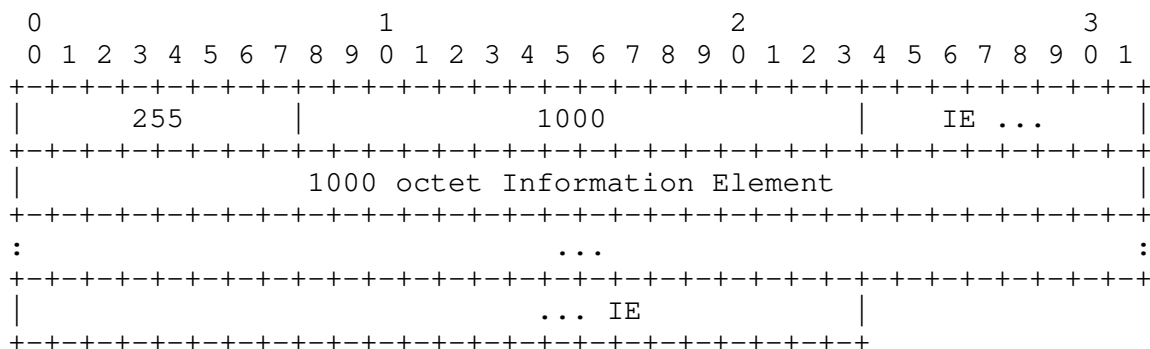 0                   1                   2                   3
 0 1 2 3 4 5 6 7 8 9 0 1 2 3 4 5 6 7 8 9 0 1 2 3 4 5 6 7 8 9 0 1
+-+-+-+-+-+-+-+-+-+-+-+-+-+-+-+-+-+-+-+-+-+-+-+-+-+-+-+-+-+-+-+-+
|      255      |             1000              |    IE ...     |
+-+-+-+-+-+-+-+-+-+-+-+-+-+-+-+-+-+-+-+-+-+-+-+-+-+-+-+-+-+-+-+-+
|                1000 octet Information Element                 |
+-+-+-+-+-+-+-+-+-+-+-+-+-+-+-+-+-+-+-+-+-+-+-+-+-+-+-+-+-+-+-+-+
:                              ...                              :
+-+-+-+-+-+-+-+-+-+-+-+-+-+-+-+-+-+-+-+-+-+-+-+-+-+-+-+-+-+-+-+-+
|                             ... IE            |
+-+-+-+-+-+-+-+-+-+-+-+-+-+-+-+-+-+-+-+-+-+-+-+-+